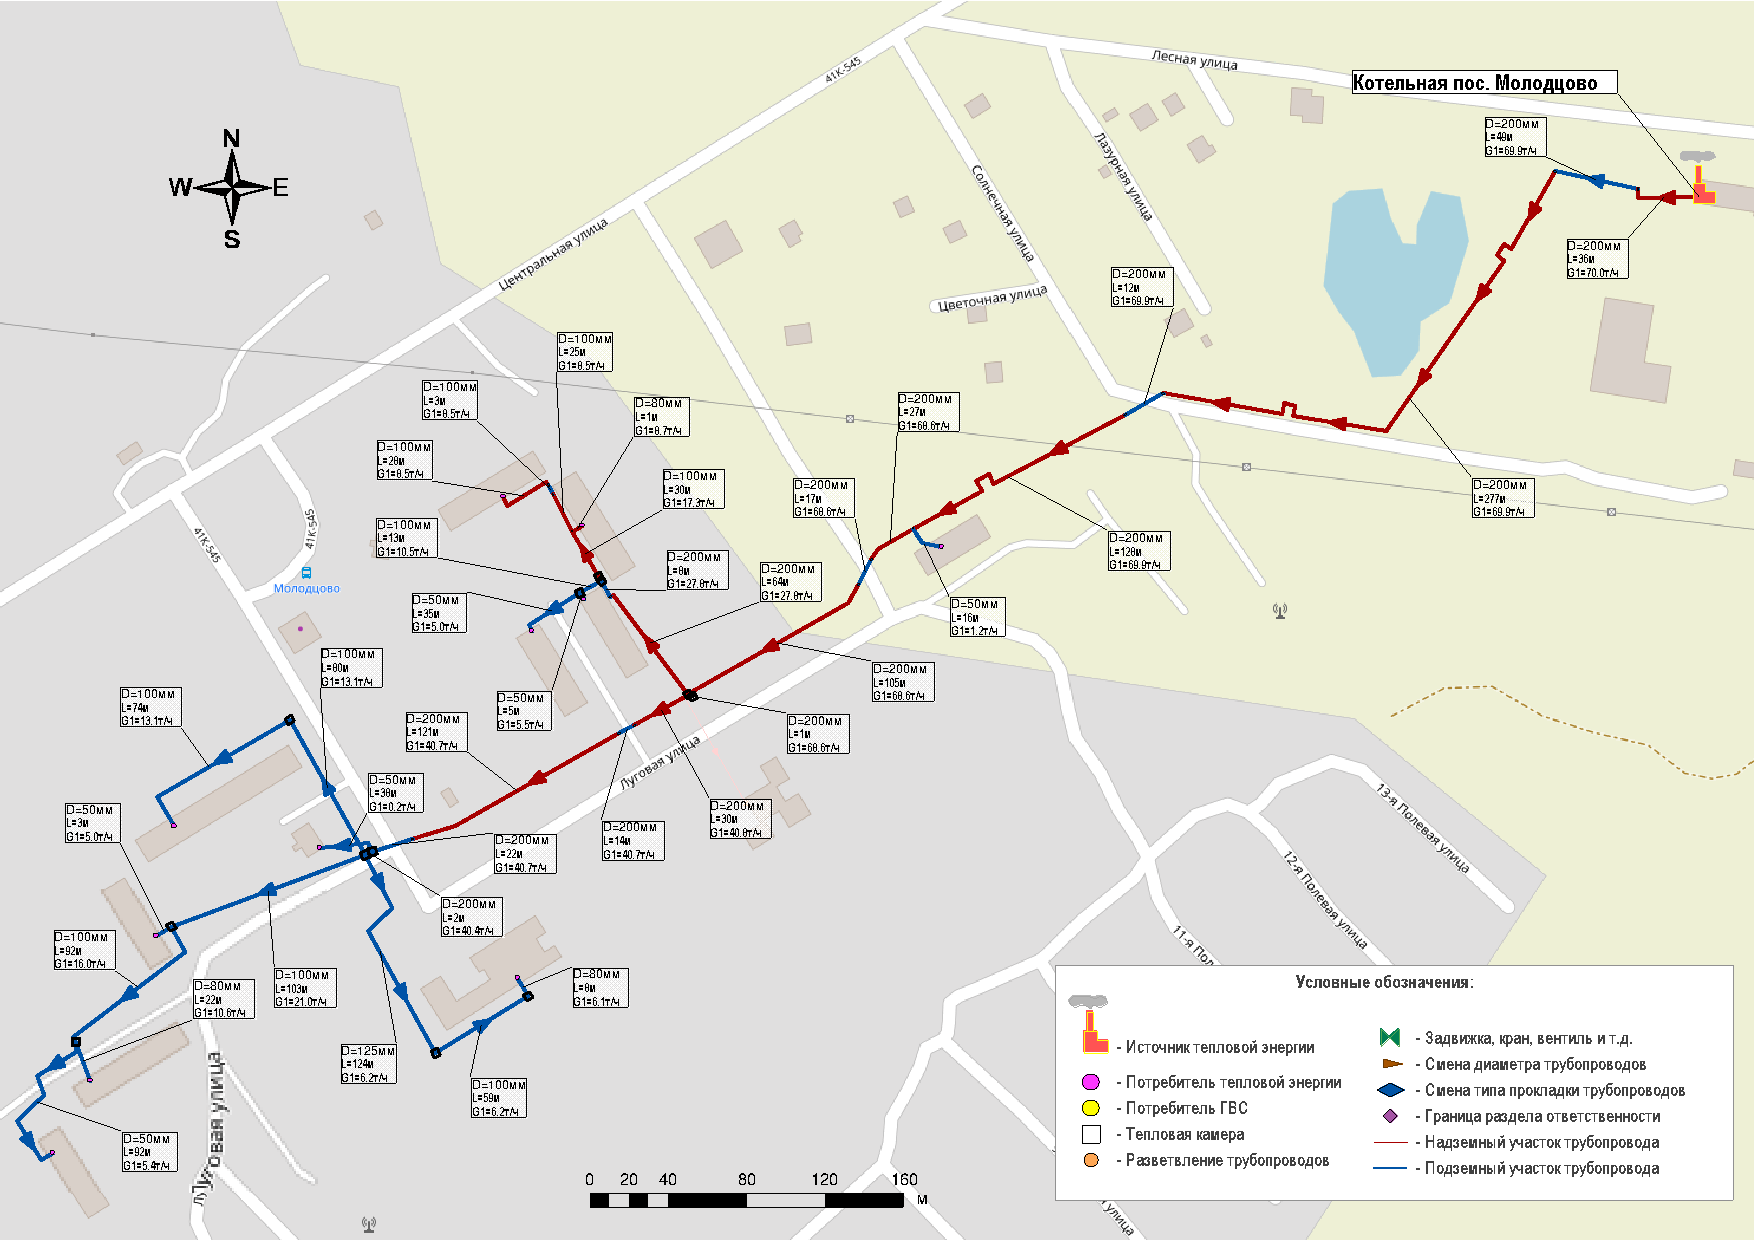 Лесная улица
41К-545
Котельная пос. Молодцово
D=200мм
L=49м
G1=69.9т/ч
N
W
E
S
Лазурная улица
Солнечная улица
Центральная улица
D=200мм
L=36м
G1=70.0т/ч
D=200мм
L=12м
G1=69.9т/ч
Цветочная улица
D=100мм
L=25м
G1=8.5т/ч
D=100мм
L=3м
G1=8.5т/ч
D=80мм
L=1м
G1=8.7т/ч
D=200мм
L=27м
G1=68.6т/ч
D=100мм
L=28м
G1=8.5т/ч
D=100мм
L=30м
G1=17.3т/ч
D=200мм
L=17м
G1=68.6т/ч
D=200мм
L=277м
G1=69.9т/ч
41К-545
41К-545
D=100мм
L=13м
G1=10.5т/ч
D=200мм
L=128м
G1=69.9т/ч
D=200мм
L=8м
G1=27.8т/ч
D=200мм
L=64м
G1=27.8т/ч
Молодцово
D=50мм
L=35м
G1=5.0т/ч
D=50мм
L=16м
G1=1.2т/ч
D=100мм
L=80м
G1=13.1т/ч
D=200мм
L=105м
G1=68.6т/ч
D=100мм
L=74м
G1=13.1т/ч
D=50мм
L=5м
G1=5.5т/ч
D=200мм
L=121м
G1=40.7т/ч
D=200мм
L=1м
G1=68.6т/ч
Луговая улица
D=50мм
L=38м
G1=0.2т/ч
D=50мм
L=3м
G1=5.0т/ч
D=200мм
L=30м
G1=40.8т/ч
D=200мм
L=14м
G1=40.7т/ч
D=200мм
L=22м
G1=40.7т/ч
13-я Полевая улица
12-я Полевая улица
11-я Пол
D=200мм
L=2м
G1=40.4т/ч
D=100мм
L=92м
G1=16.0т/ч
D=80мм
L=22м
G1=10.6т/ч
D=100мм
L=103м
G1=21.0т/ч
D=80мм
L=8м
G1=6.1т/ч
D=125мм
L=124м
G1=6.2т/ч
D=100мм
L=59м
G1=6.2т/ч
D=50мм
L=92м
G1=5.4т/ч
Луговая улица
0 20 40 80 120 160
м
Условные обозначения:
- Источник тепловой энергии
- Потребитель тепловой энергии
- Потребитель ГВС
- Тепловая камера
- Разветвление трубопроводов
- Задвижка, кран, вентиль и т.д.
- Смена диаметра трубопроводов
- Смена типа прокладки трубопроводов
- Граница раздела ответственности
- Надземный участок трубопровода
- Подземный участок трубопровода
улица